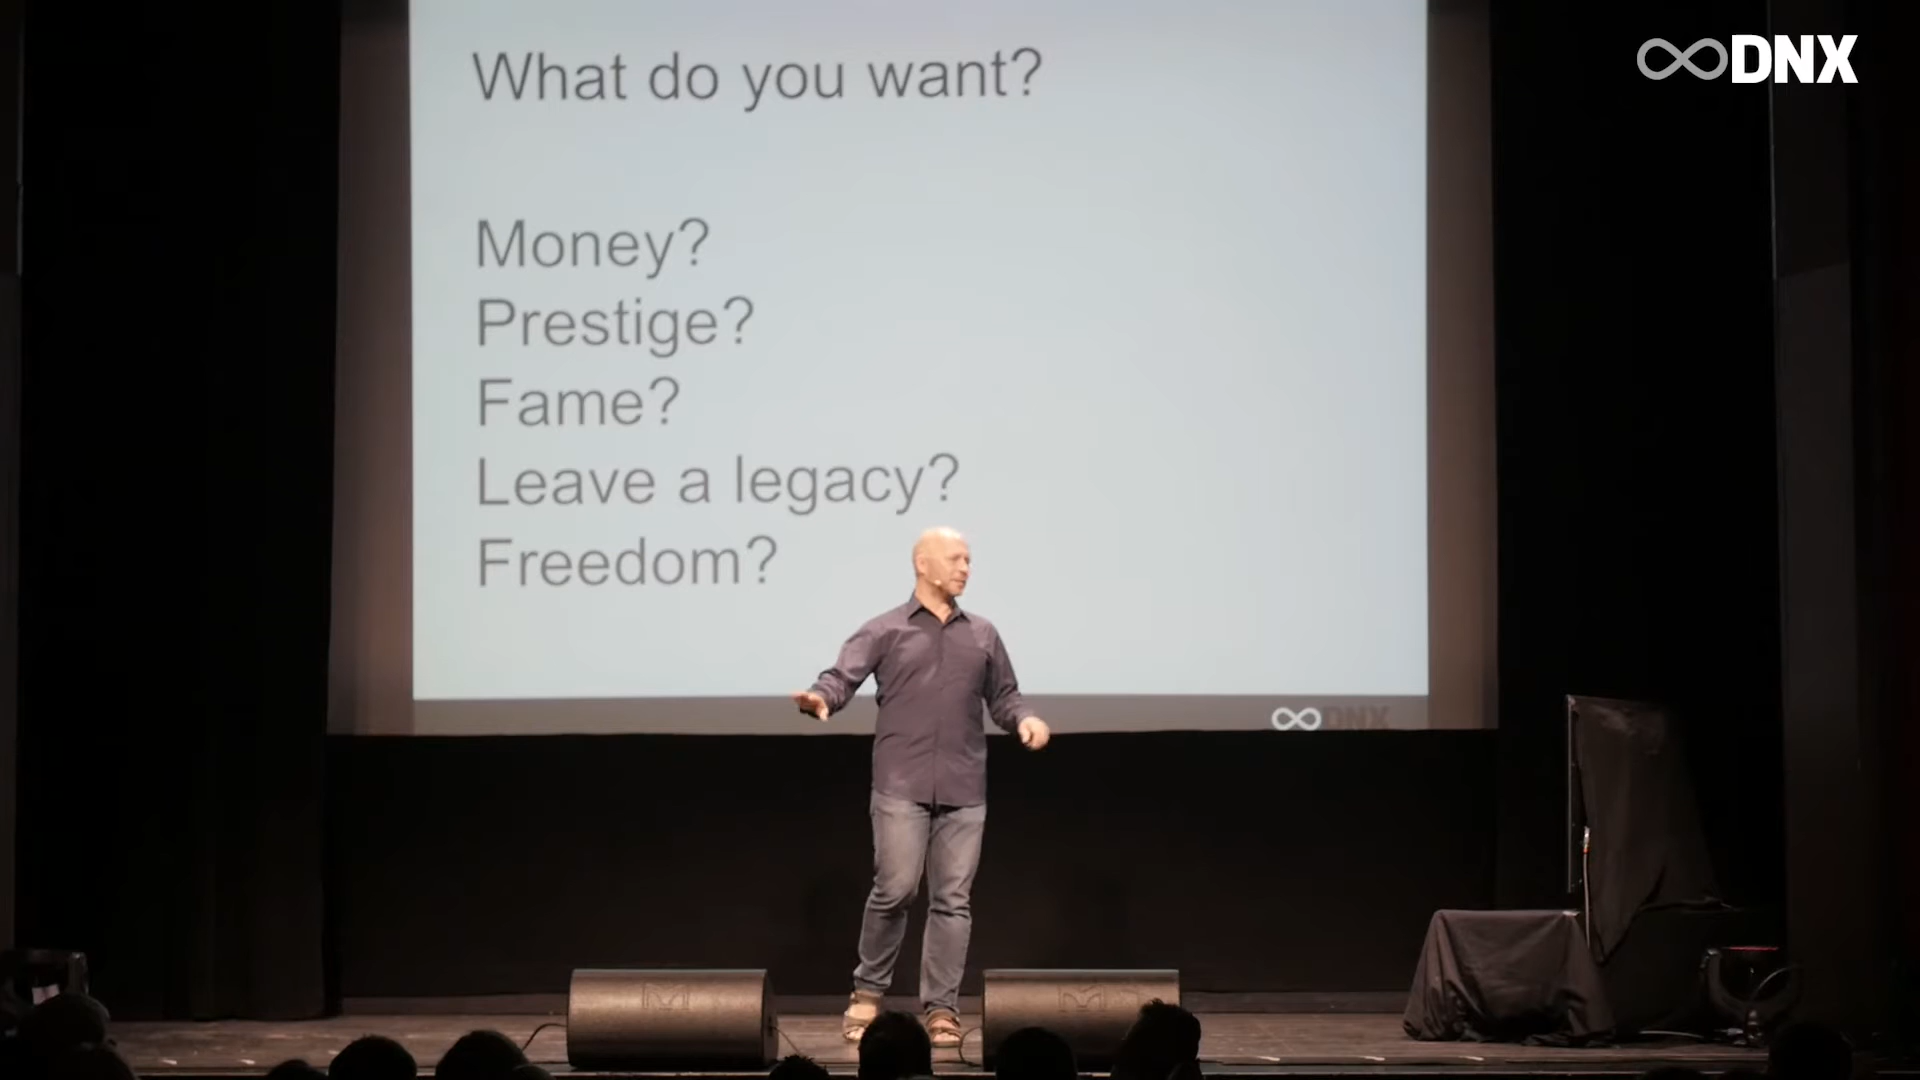 DNX
What do you want?
Money?
Prestige?
Fame?
Leave a legacy?
Freedom?
DNX